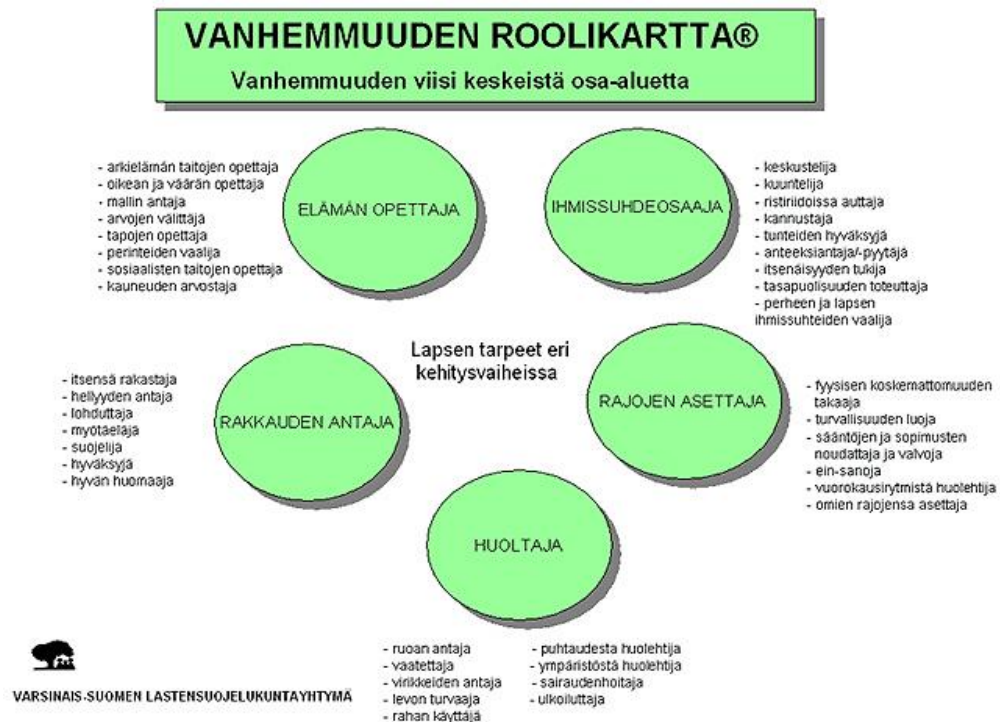 VANHEMMUUDEN ROOLIKARTTA®
Vanhemmuuden viisi keskeistä osa-aluetta
- arkielämän taitojen opettaja
- oikean ja väärän opettaja
- mallin antaja
- arvojen välittäjä
- tapojen opettaja
- perinteiden vaalija
- sosiaalisten taitojen opettaja
- kauneuden arvostaja
ELÄMÄN OPETTAJA
IHMISSUHDEOSAAJA
- keskustelija
- kuuntelija
- ristiriidoissa auttaja
- kannustaja
- tunteiden hyväksyjä
- anteeksiantaja/-pyytäjä
- itsenäisyyden tukija
- tasapuolisuuden toteuttaja
- perheen ja lapsen
ihmissuhteiden vaalija
Lapsen tarpeet eri
kehitysvaiheissa
- itsensä rakastaja
- hellyyden antaja
- lohduttaja
- myötäeläjä
- suojelija
- hyväksyjä
- hyvän huomaaja
RAKKAUDEN ANTAJA
RAJOJEN ASETTAJA
- fyysisen koskemattomuuden
takaaja
- turvallisuuden luoja
- sääntöjen ja sopimusten
noudattaja ja valvoja
- ein-sanoja
- vuorokausirytmistä huolehtija
- omien rajojensa asettaja
HUOLTAJA
- ruoan antaja
- vaatettaja
- virikkeiden antaja
- levon turvaaja
- rahan käyttäjä
- puhtaudesta huolehtija
- ympäristöstä huolehtija
- sairaudenhoitaja
- ulkoiluttaja
VARSINAIS-SUOMEN LASTENSUOJELUKUNTAYHTYMÄ